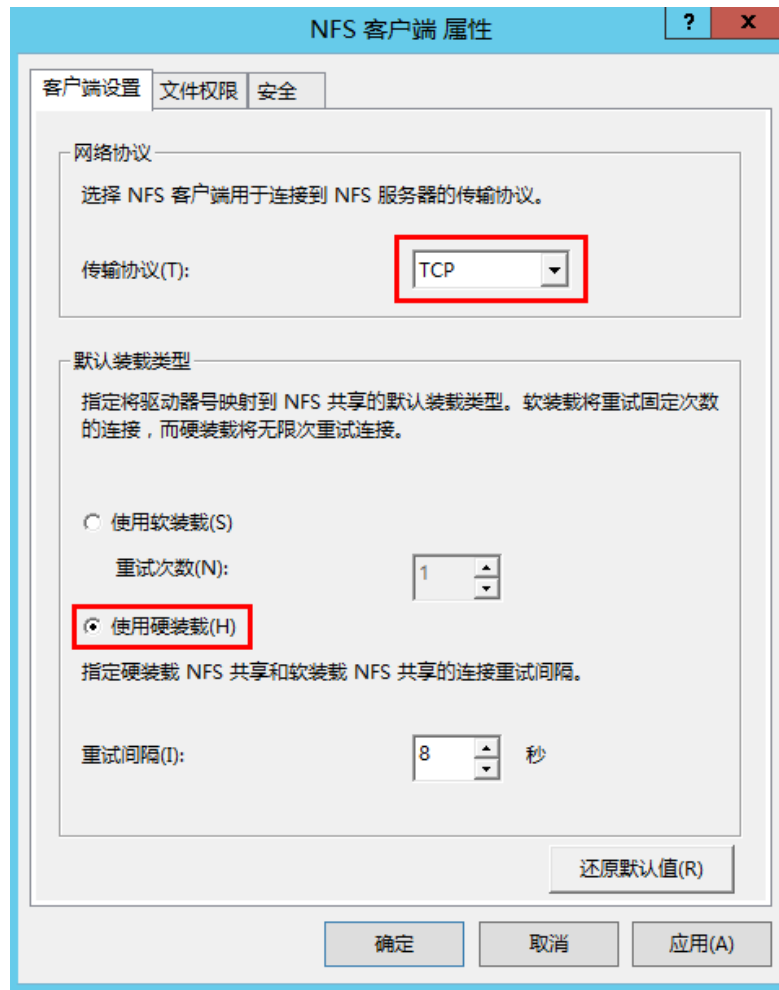 NFS 客户端 属性
?
x
客户端设置
文件权限
安全
网络协议
选择 NFS 客户端用于连接到 NFS 服务器的传输协议。
传输协议(T):
TCP
默认装载类型
指定将驱动器号映射到 NFS 共享的默认装载类型。软装载将重试固定次数
的连接，而硬装载将无限次重试连接。
使用软装载(S)
重试次数(N):
1
使用硬装载(H)
指定硬装载 NFS 共享和软装载 NFS 共享的连接重试间隔。
重试间隔(I):
8
秒
还原默认值(R)
确定
取消
应用(A)